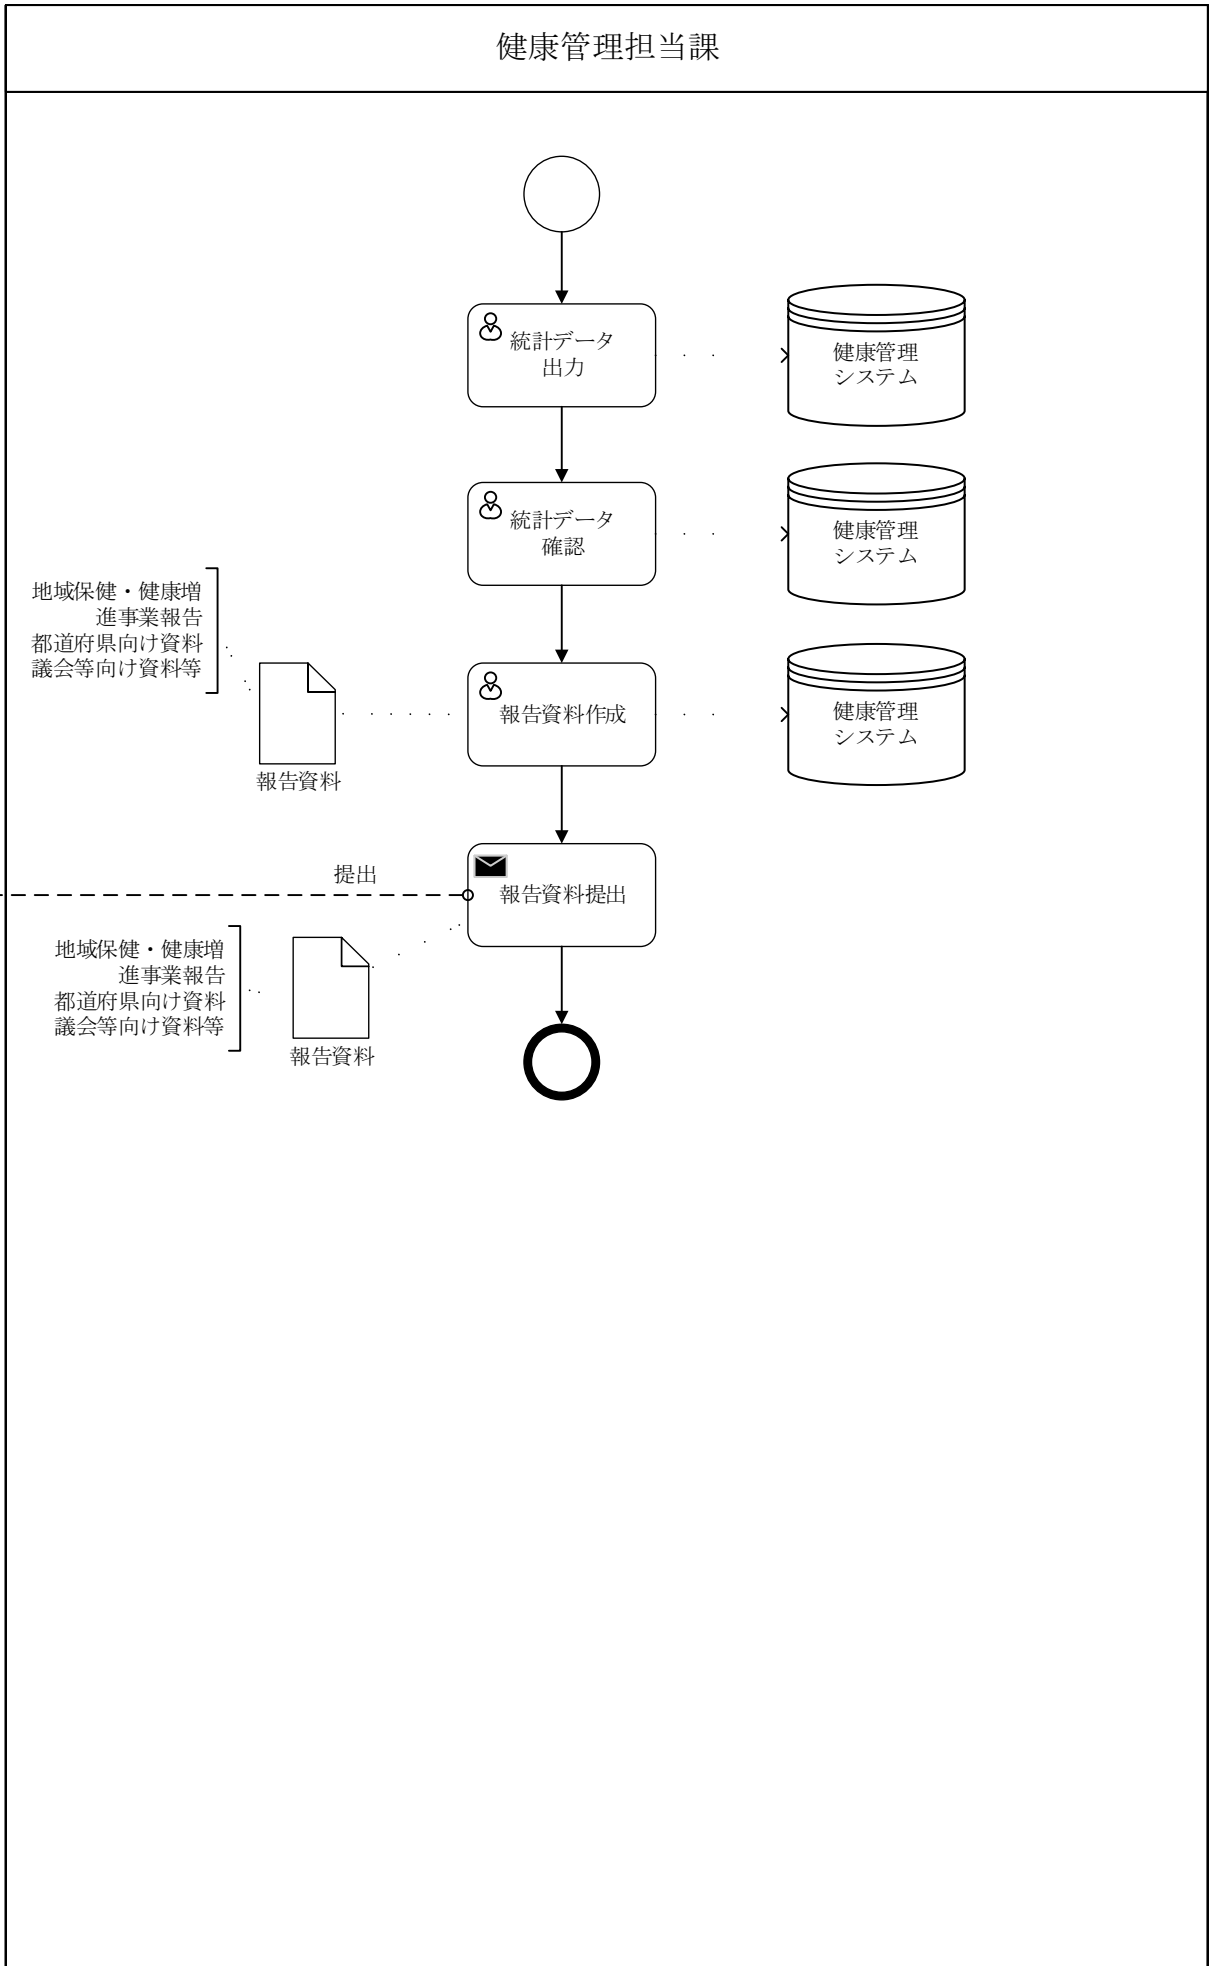 健康管理担当課
統計データ
出力
健康管理
システム
統計データ
確認
健康管理
システム
地域保健・健康増
進事業報告
都道府県向け資料
議会等向け資料等
報告資料
報告資料作成
健康管理
システム
提出
報告資料提出
地域保健・健康増
進事業報告
都道府県向け資料
議会等向け資料等
報告資料